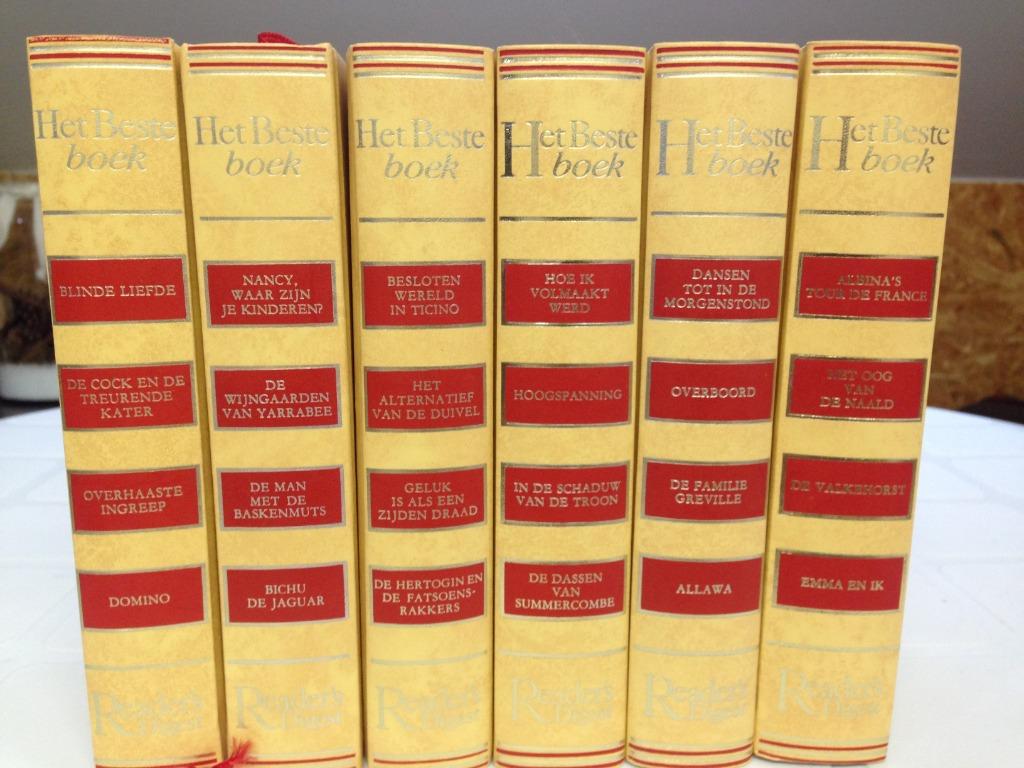 Het Beste
boek
BLINDE LIEFDE
DE COCK EN DE
TREURENDE
KATER
OVERHAASTE
INGREEP
DOMINO
Reader's
Digest
Het Beste
boek
NANCY,
WAAR ZIJN
JE KINDEREN?
DE
WIJNGAARDEN
VAN YARRABEE
DE MAN
MET DE
BASKENMUTS
BICHU
DE JAGUAR
Reader's
Digest
Het Beste
boek
BESLOTEN
WERELD
IN TICINO
HET
ALTERNATIEF
VAN DE DUIVEL
GELUK
IS ALS EEN
ZIJDEN DRAAD
DE HERTOGIN EN
DE FATSOENS-
RAKKERS
Reader's
Digest
Het Beste
boek
HOE IK
VOLMAAKT
WERD
HOOGSPANNING
IN DE SCHADUW
VAN DE TROON
DE DASSEN
VAN
SUMMERCOMBE
Reader's
Digest
Het Beste
boek
DANSEN
TOT IN DE
MORGENSTOND
OVERBOORD
DE FAMILIE
GREVILLE
ALLAWA
Reader's
Digest
Het Beste
boek
ALBINA'S
TOUR DE FRANCE
HET OOG
VAN
DE NAALD
DE VALKEHORST
EMMA EN IK
Reader's
Digest